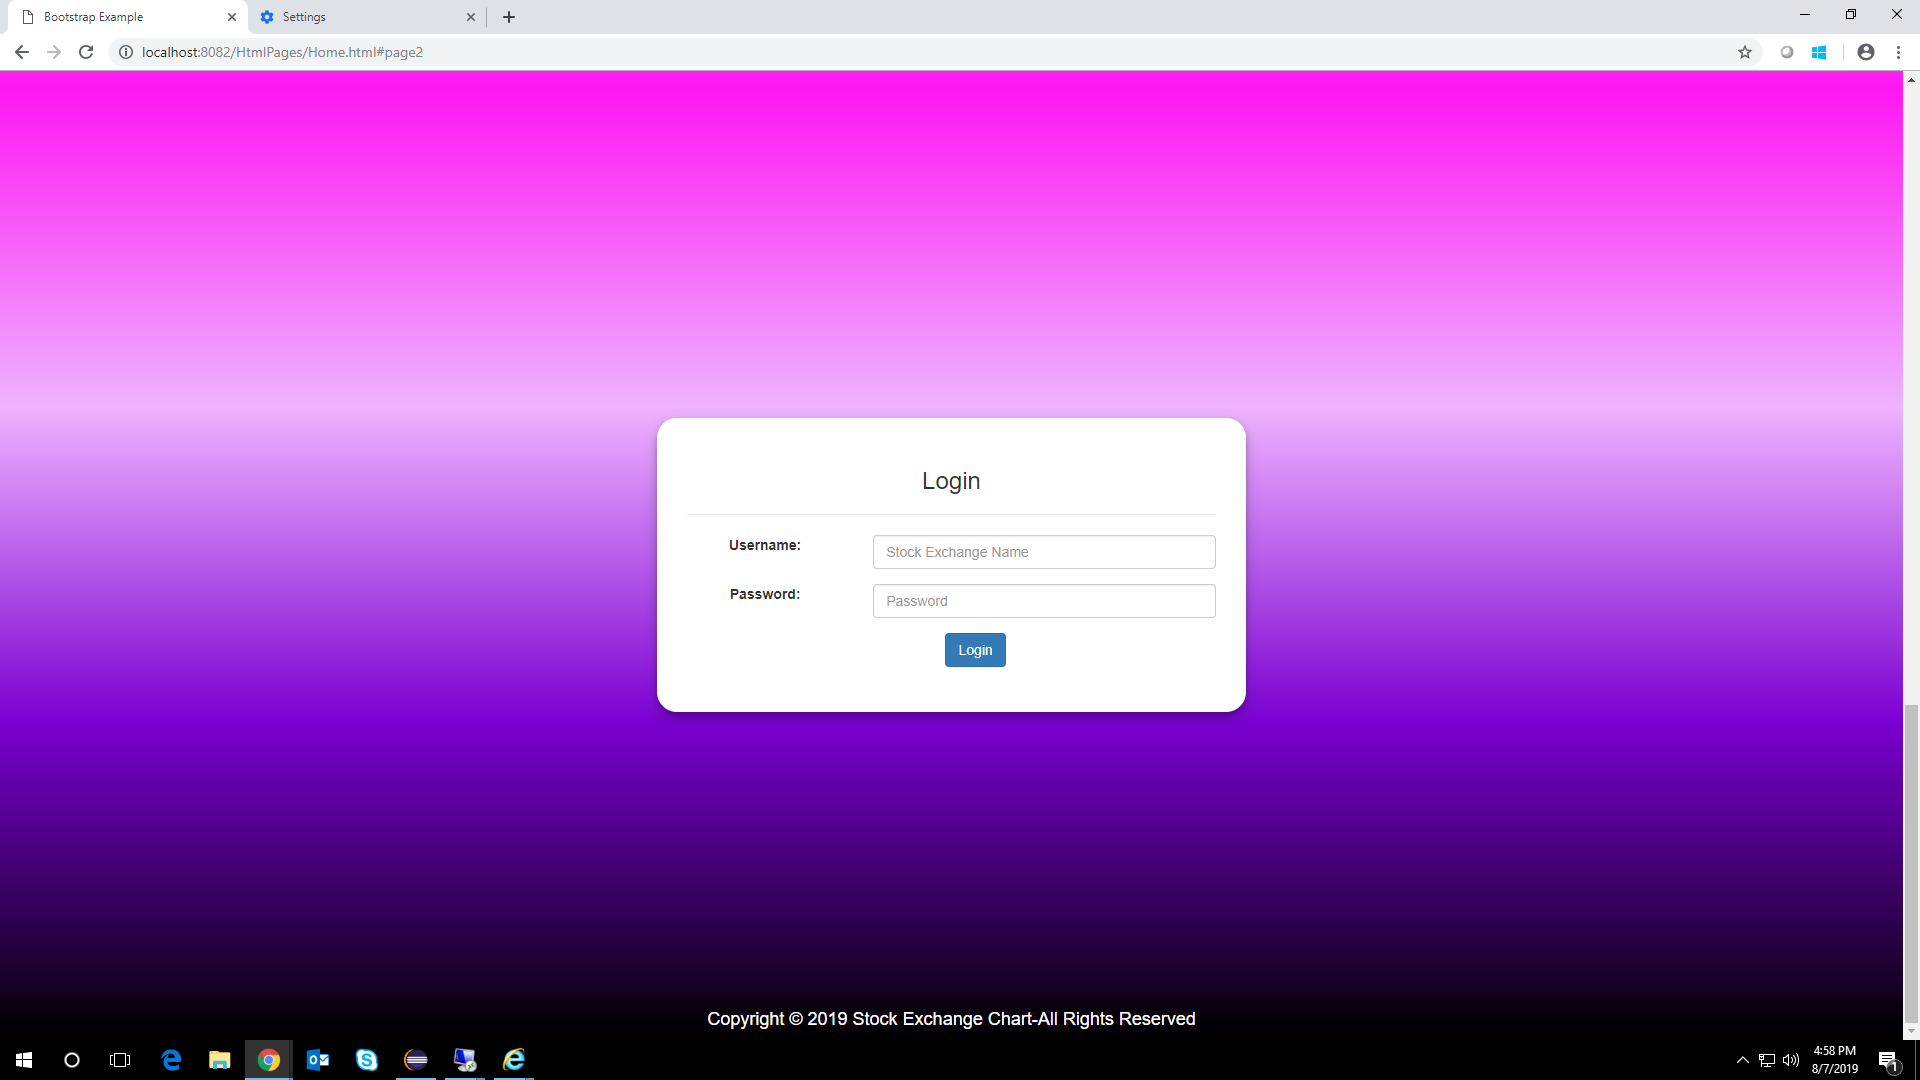 Bootstrap Example
Settings
localhost:8082/HtmlPages/Home.html#page2
Login
Username:
Stock Exchange Name
Password:
Password
Login
Copyright © 2019 Stock Exchange Chart-All Rights Reserved
4:58 PM
8/7/2019
1